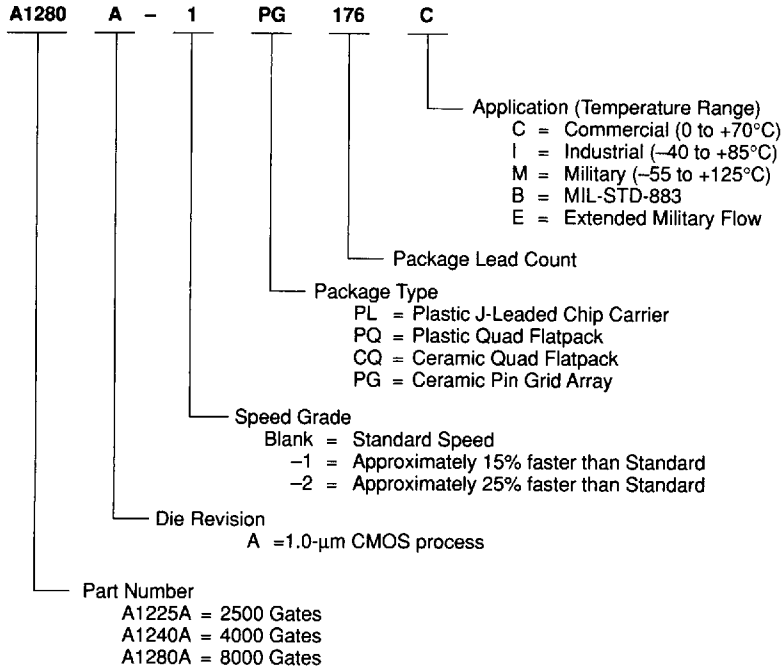 A1280 A – 1 PG 176 C
Application (Temperature Range)
C = Commercial (0 to +70°C)
I = Industrial (–40 to +85°C)
M = Military (–55 to +125°C)
B = MIL-STD-883
E = Extended Military Flow
Package Lead Count
Package Type
PL = Plastic J-Leaded Chip Carrier
PQ = Plastic Quad Flatpack
CQ = Ceramic Quad Flatpack
PG = Ceramic Pin Grid Array
Speed Grade
Blank = Standard Speed
–1 = Approximately 15% faster than Standard
–2 = Approximately 25% faster than Standard
Die Revision
A =1.0-μm CMOS process
Part Number
A1225A = 2500 Gates
A1240A = 4000 Gates
A1280A = 8000 Gates